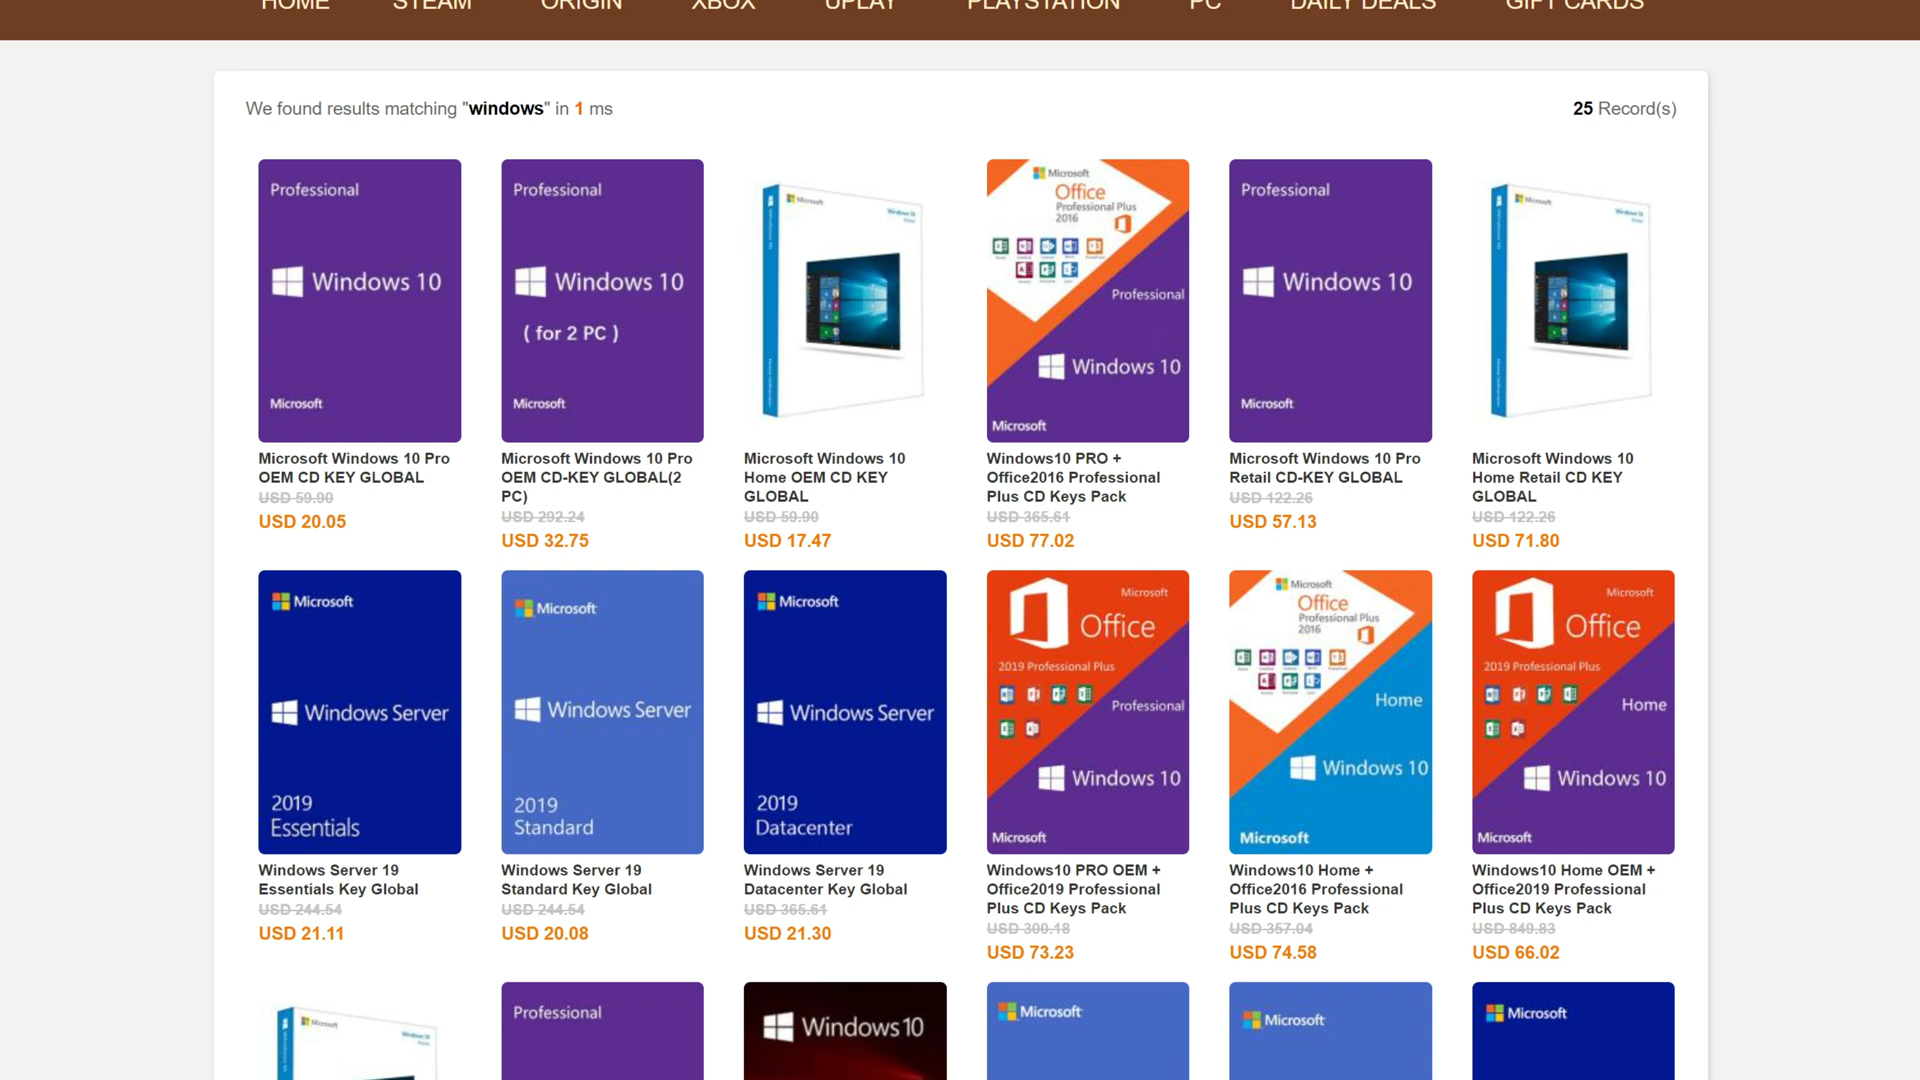 HOME STEAM ORIGIN XBOX UPLAY PLAYSTATION PC DAILY DEALS GIFT CARDS
We found results matching "windows" in 1 ms
25 Record(s)
Professional
Windows 10
Microsoft
Microsoft Windows 10 Pro
OEM CD KEY GLOBAL
USD 59.90
USD 20.05
Professional
Windows 10
( for 2 PC )
Microsoft
Microsoft Windows 10 Pro
OEM CD-KEY GLOBAL(2
PC)
USD 292.24
USD 32.75
Microsoft
Microsoft Windows 10
Home OEM CD KEY
GLOBAL
USD 59.90
USD 17.47
Microsoft
Office
Professional Plus
2016
Professional
Windows 10
Microsoft
Windows10 PRO +
Office2016 Professional
Plus CD Keys Pack
USD 365.61
USD 77.02
Professional
Windows 10
Microsoft
Microsoft Windows 10 Pro
Retail CD-KEY GLOBAL
USD 122.26
USD 57.13
Microsoft
Microsoft Windows 10
Home Retail CD KEY
GLOBAL
USD 122.26
USD 71.80
Microsoft
Windows Server
2019
Essentials
Windows Server 19
Essentials Key Global
USD 244.54
USD 21.11
Microsoft
Windows Server
2019
Standard
Windows Server 19
Standard Key Global
USD 244.54
USD 20.08
Microsoft
Windows Server
2019
Datacenter
Windows Server 19
Datacenter Key Global
USD 365.61
USD 21.30
Microsoft
Office
2019 Professional Plus
Professional
Windows 10
Microsoft
Windows10 PRO OEM +
Office2019 Professional
Plus CD Keys Pack
USD 300.18
USD 73.23
Microsoft
Office
Professional Plus
2016
Home
Windows 10
Microsoft
Windows10 Home +
Office2016 Professional
Plus CD Keys Pack
USD 357.04
USD 74.58
Microsoft
Office
2019 Professional Plus
Home
Windows 10
Microsoft
Windows10 Home OEM +
Office2019 Professional
Plus CD Keys Pack
USD 849.83
USD 66.02
Microsoft
Professional
Windows 10
Microsoft
Microsoft
Microsoft